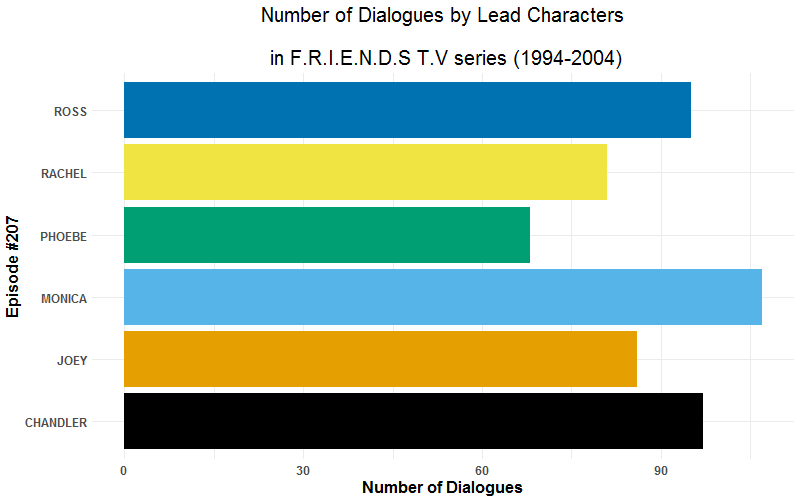 Number of Dialogues by Lead Characters
in F.R.I.E.N.D.S T.V series (1994-2004)
Episode #207
ROSS
RACHEL
PHOEBE
MONICA
JOEY
CHANDLER
0 30 60 90
Number of Dialogues